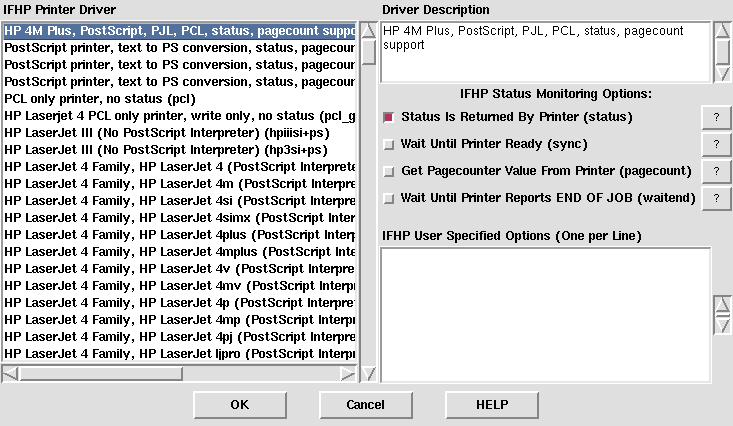 IFHP Printer Driver
HP 4M Plus, PostScript, PJL, PCL, status, pagecount suppo
PostScript printer, text to PS conversion, status, pagecour
PostScript printer, text to PS conversion, status, pagecour
PostScript printer, text to PS conversion, status, pagecour
PCL only printer, no status (pcl)
HP Laserjet 4 PCL only printer, write only, no status (pcl_g
HP LaserJet III (No PostScript Interpreter) (hpiiisi+ps)
HP LaserJet III (No PostScript Interpreter) (hp3si+ps)
HP LaserJet 4 Family, HP LaserJet 4 (PostScript Interprete
HP LaserJet 4 Family, HP LaserJet 4m (PostScript Interpre
HP LaserJet 4 Family, HP LaserJet 4si (PostScript Interpre
HP LaserJet 4 Family, HP LaserJet 4simx (PostScript Inter
HP LaserJet 4 Family, HP LaserJet 4plus (PostScript Interp
HP LaserJet 4 Family, HP LaserJet 4mplus (PostScript Inte
HP LaserJet 4 Family, HP LaserJet 4v (PostScript Interpre
HP LaserJet 4 Family, HP LaserJet 4mv (PostScript Interpr
HP LaserJet 4 Family, HP LaserJet 4p (PostScript Interpre
HP LaserJet 4 Family, HP LaserJet 4mp (PostScript Interpr
HP LaserJet 4 Family, HP LaserJet 4pj (PostScript Interpre
HP LaserJet 4 Family, HP LaserJet ljpro (PostScript Interp
Driver Description
HP 4M Plus, PostScript, PJL, PCL, status, pagecount
support
IFHP Status Monitoring Options:
Status Is Returned By Printer (status) ?
Wait Until Printer Ready (sync) ?
Get Pagecounter Value From Printer (pagecount) ?
Wait Until Printer Reports END OF JOB (waitend) ?
IFHP User Specified Options (One per Line)
OK Cancel HELP